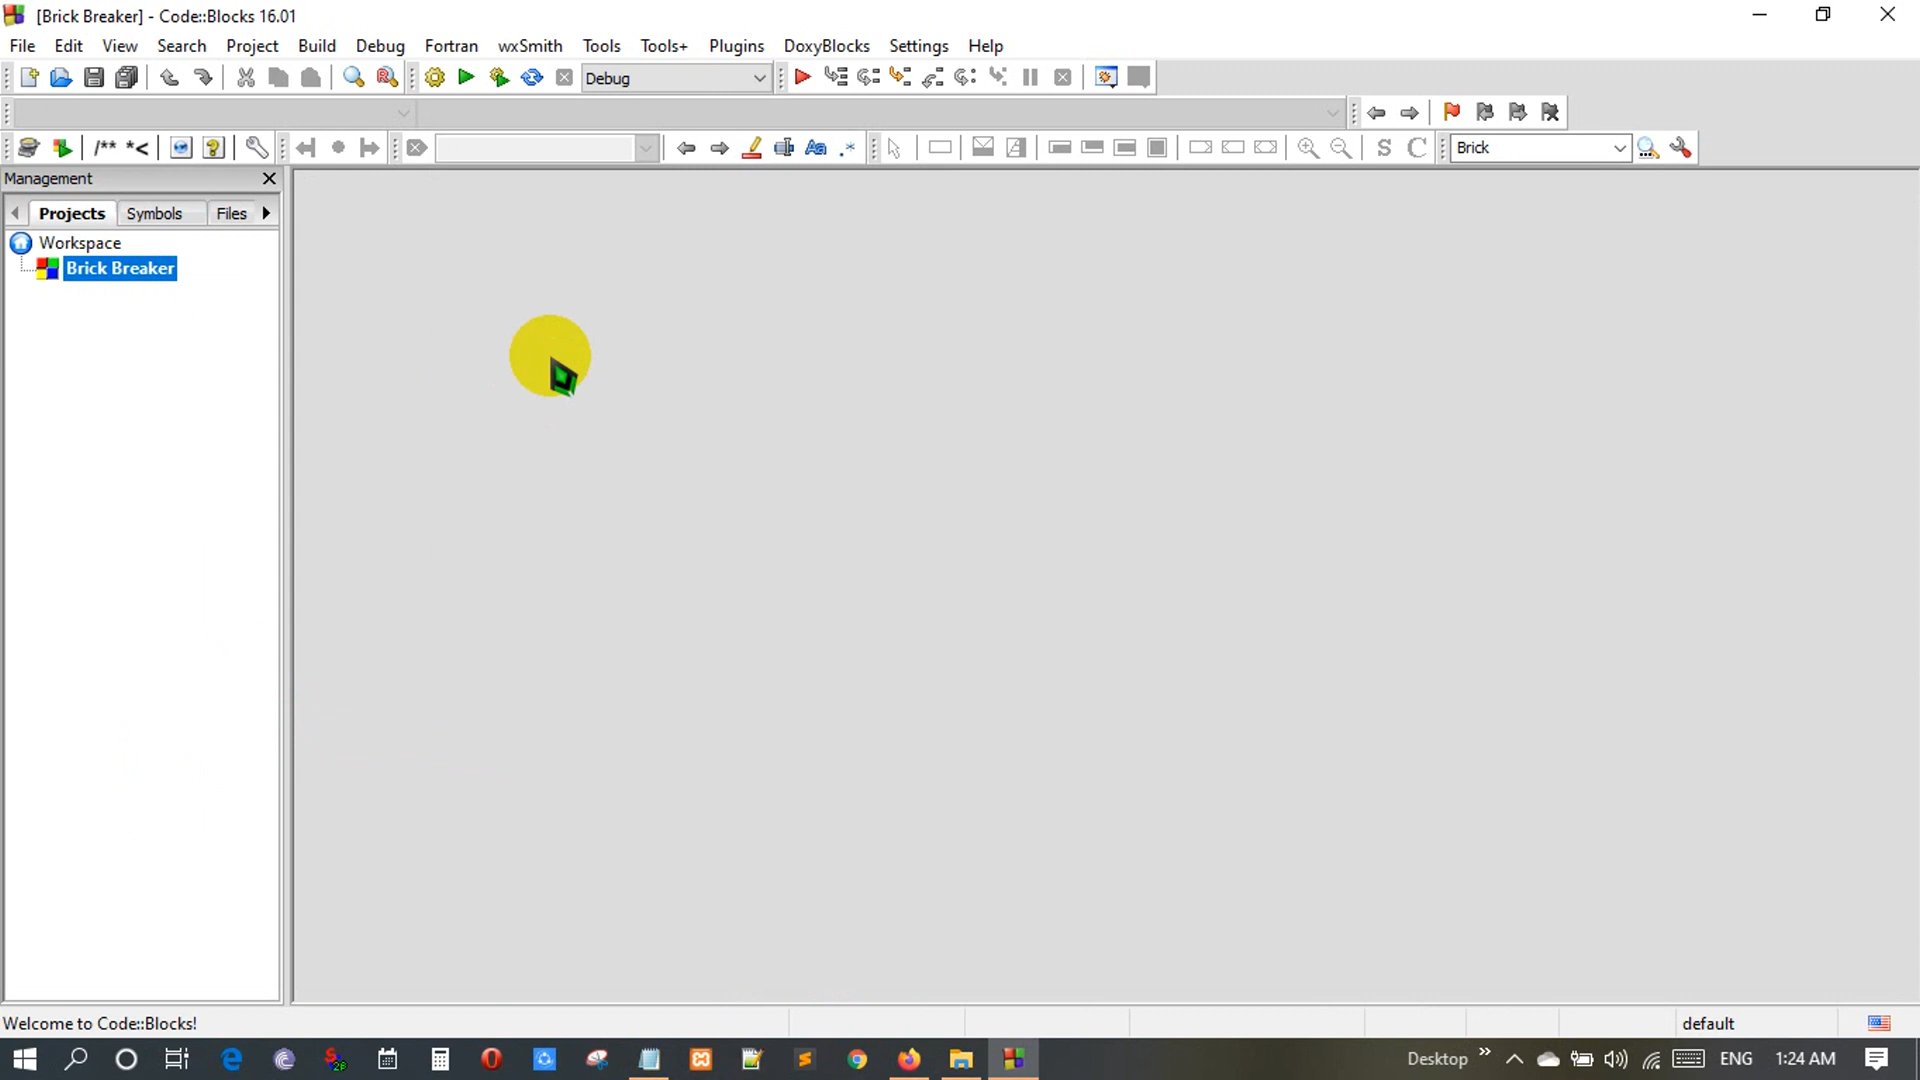 [Brick Breaker] - Code::Blocks 16.01
File Edit View Search Project Build Debug Fortran wxSmith Tools Tools+ Plugins DoxyBlocks Settings Help
Debug
/** *<
Aa .* S C Brick
Management
Projects Symbols Files
Workspace
Brick Breaker
Welcome to Code::Blocks!
default
Desktop » ENG 1:24 AM